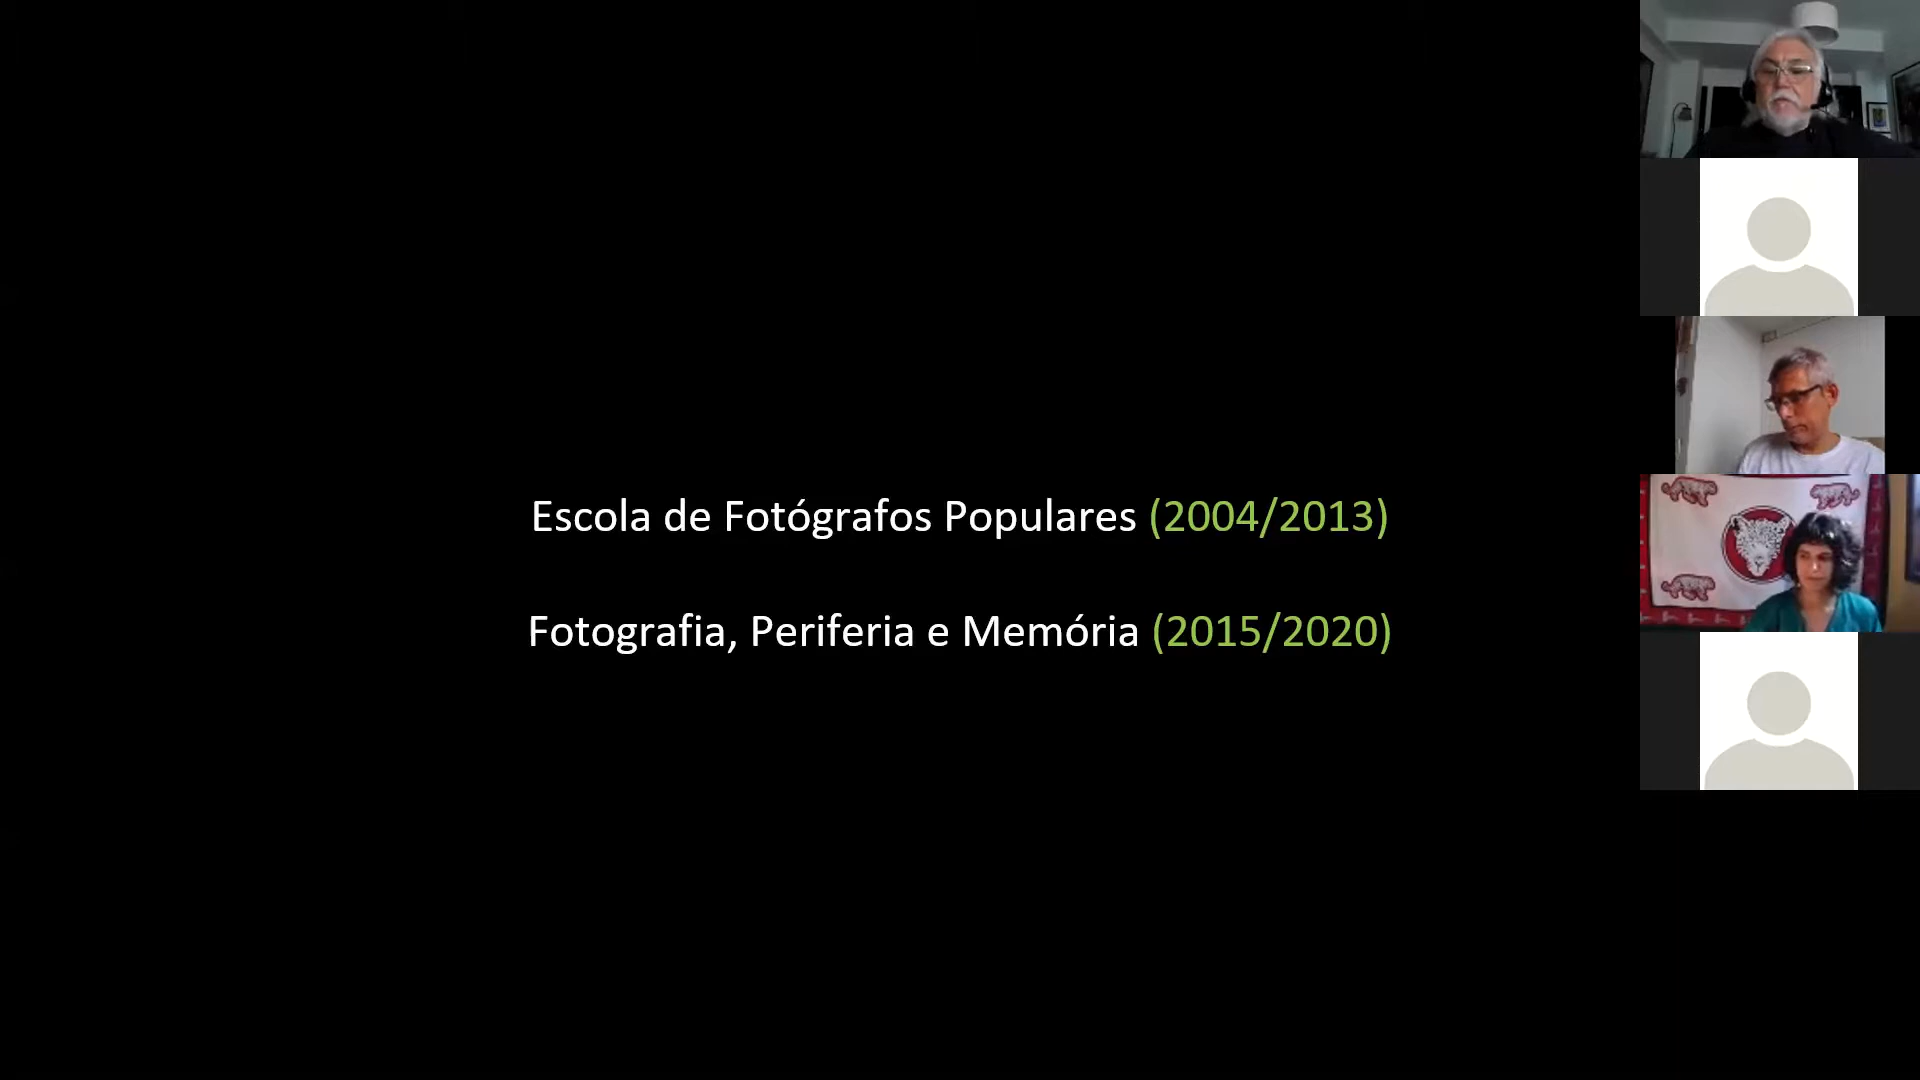 Escola de Fotógrafos Populares (2004/2013)
Fotografia, Periferia e Memória (2015/2020)